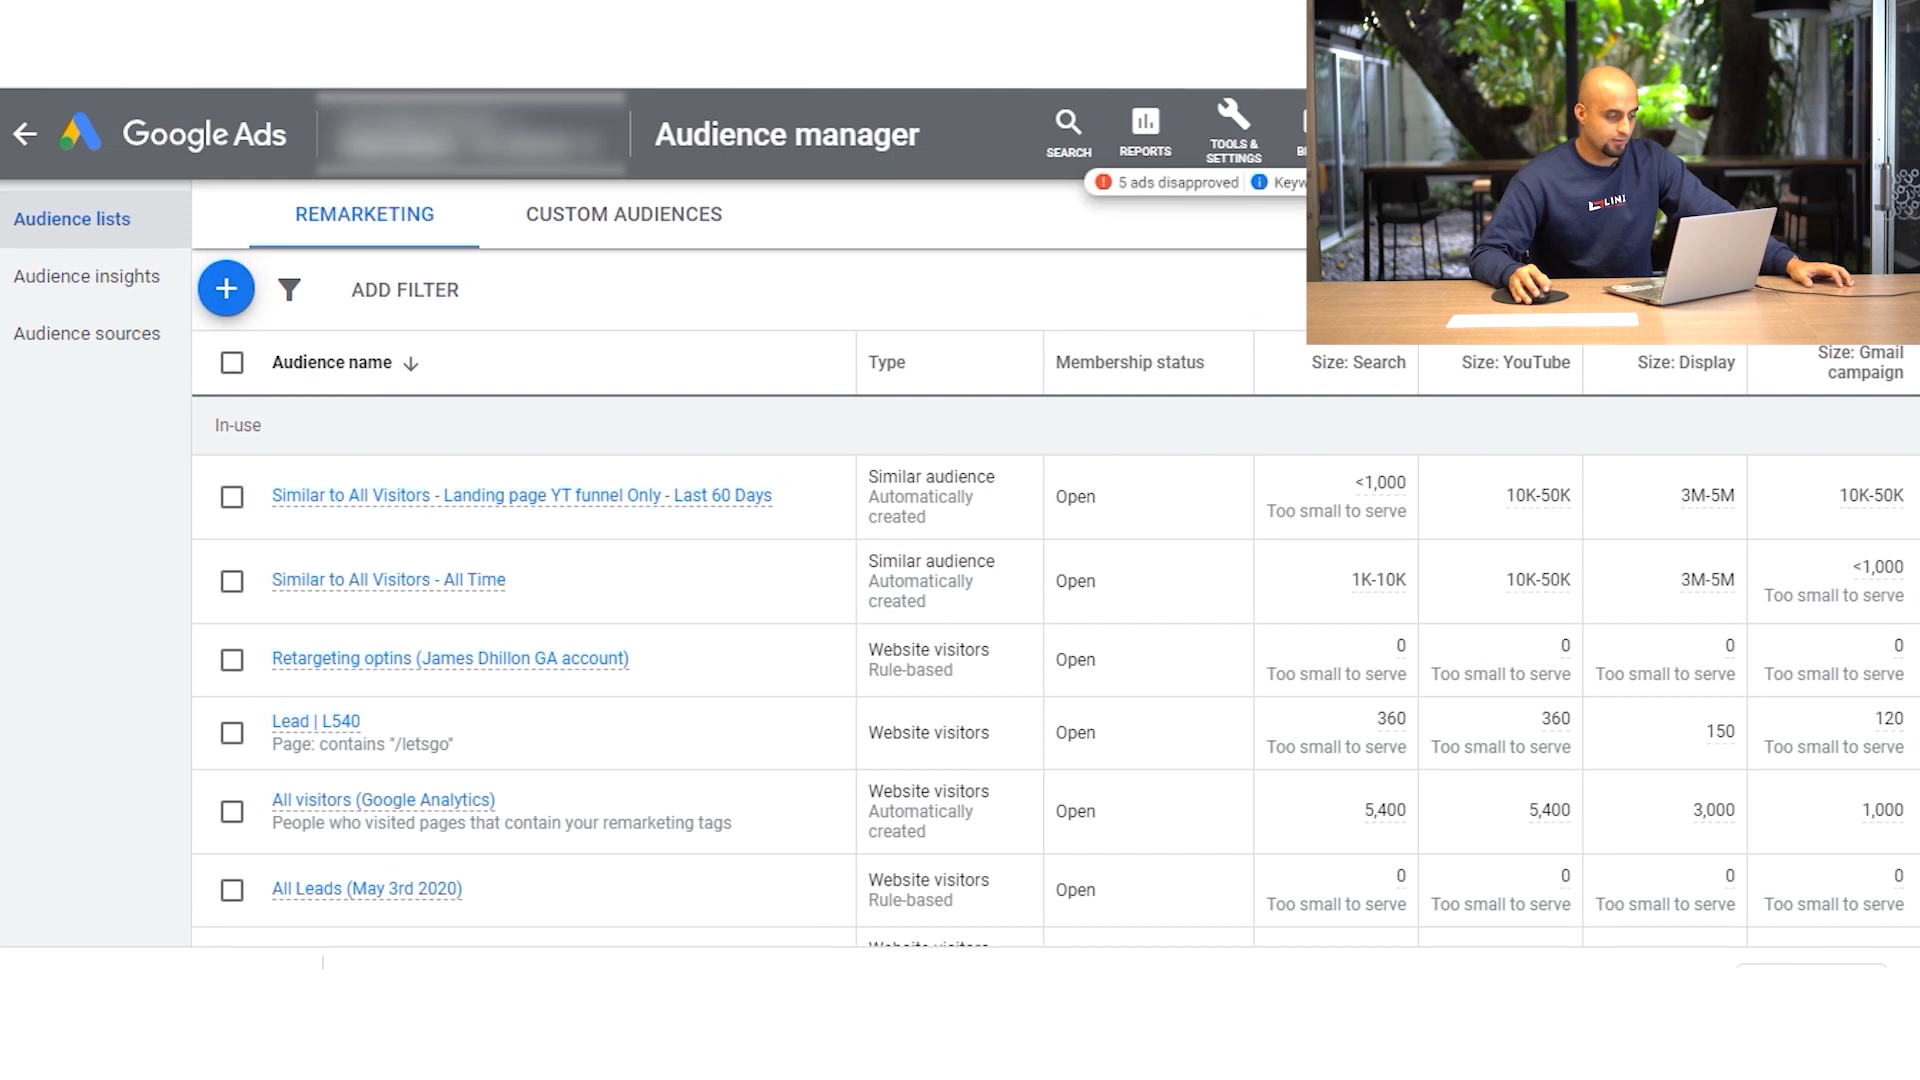 Google Ads
Audience manager
SEARCH
REPORTS
TOOLS &
SETTINGS
5 ads disapproved
LINX
Audience lists
Audience insights
Audience sources
REMARKETING
CUSTOM AUDIENCES
ADD FILTER
Audience name
Type
Membership status
Size: Search
Size: YouTube
Size: Display
Size: Gmail
campaign
In-use
Similar to All Visitors - Landing page YT funnel Only - Last 60 Days
Similar audience
Automatically
created
Open
<1,000
Too small to serve
10K-50K
3M-5M
10K-50K
Similar to All Visitors - All Time
Similar audience
Automatically
created
Open
1K-10K
10K-50K
3M-5M
<1,000
Too small to serve
Retargeting optins (James Dhillon GA account)
Website visitors
Rule-based
Open
0
Too small to serve
0
Too small to serve
0
Too small to serve
0
Too small to serve
Lead | L540
Page: contains "/letsgo"
Website visitors
Open
360
Too small to serve
360
Too small to serve
150
120
Too small to serve
All visitors (Google Analytics)
People who visited pages that contain your remarketing tags
Website visitors
Automatically
created
Open
5,400
5,400
3,000
1,000
All Leads (May 3rd 2020)
Website visitors
Rule-based
Open
0
Too small to serve
0
Too small to serve
0
Too small to serve
0
Too small to serve